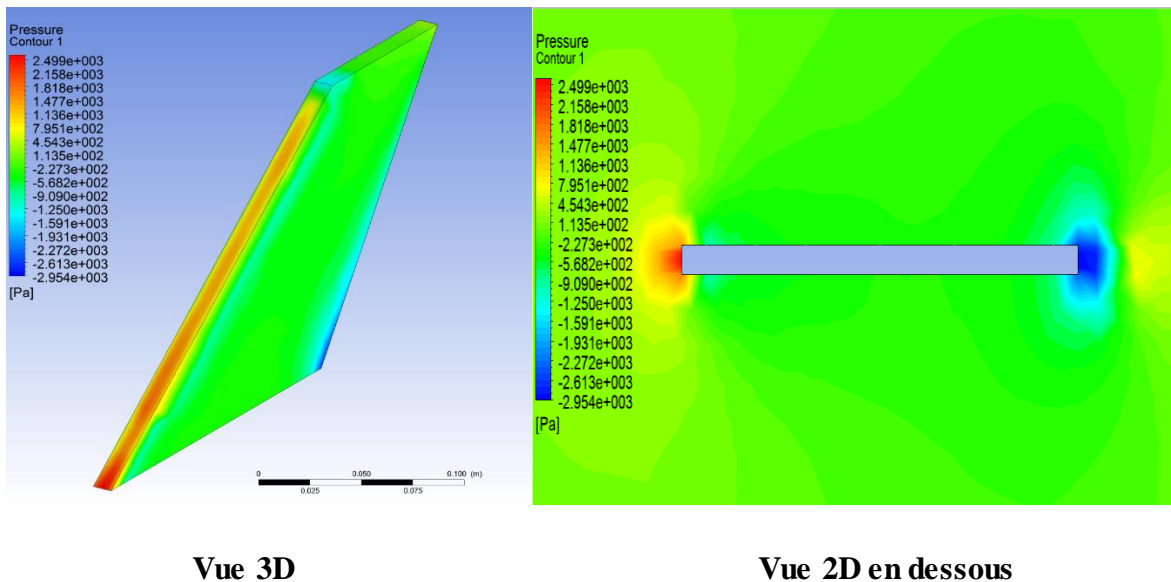 Pressure
Contour 1
2.499e+003
2.158e+003
1.818e+003
1.477e+003
1.136e+003
7.951e+002
4.543e+002
1.135e+002
-2.273e+002
-5.682e+002
-9.090e+002
-1.250e+003
-1.591e+003
-1.931e+003
-2.272e+003
-2.613e+003
-2.954e+003
[Pa]
0 0.050 0.100 (m)
0.025 0.075
Pressure
Contour 1
2.499e+003
2.158e+003
1.818e+003
1.477e+003
1.136e+003
7.951e+002
4.543e+002
1.135e+002
-2.273e+002
-5.682e+002
-9.090e+002
-1.250e+003
-1.591e+003
-1.931e+003
-2.272e+003
-2.613e+003
-2.954e+003
[Pa]
Vue 3D
Vue 2D en dessous